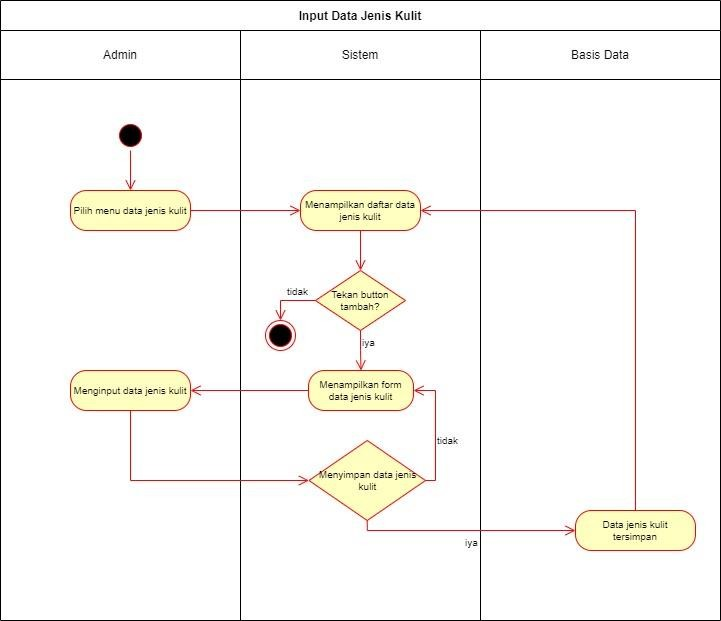 Input Data Jenis Kulit
Admin
Sistem
Basis Data
Pilih menu data jenis kulit
Menampilkan daftar data
jenis kulit
Tekan button
tambah?
tidak
iya
Menampilkan form
data jenis kulit
Menginput data jenis kulit
tidak
Menyimpan data jenis
kulit
iya
Data jenis kulit
tersimpan